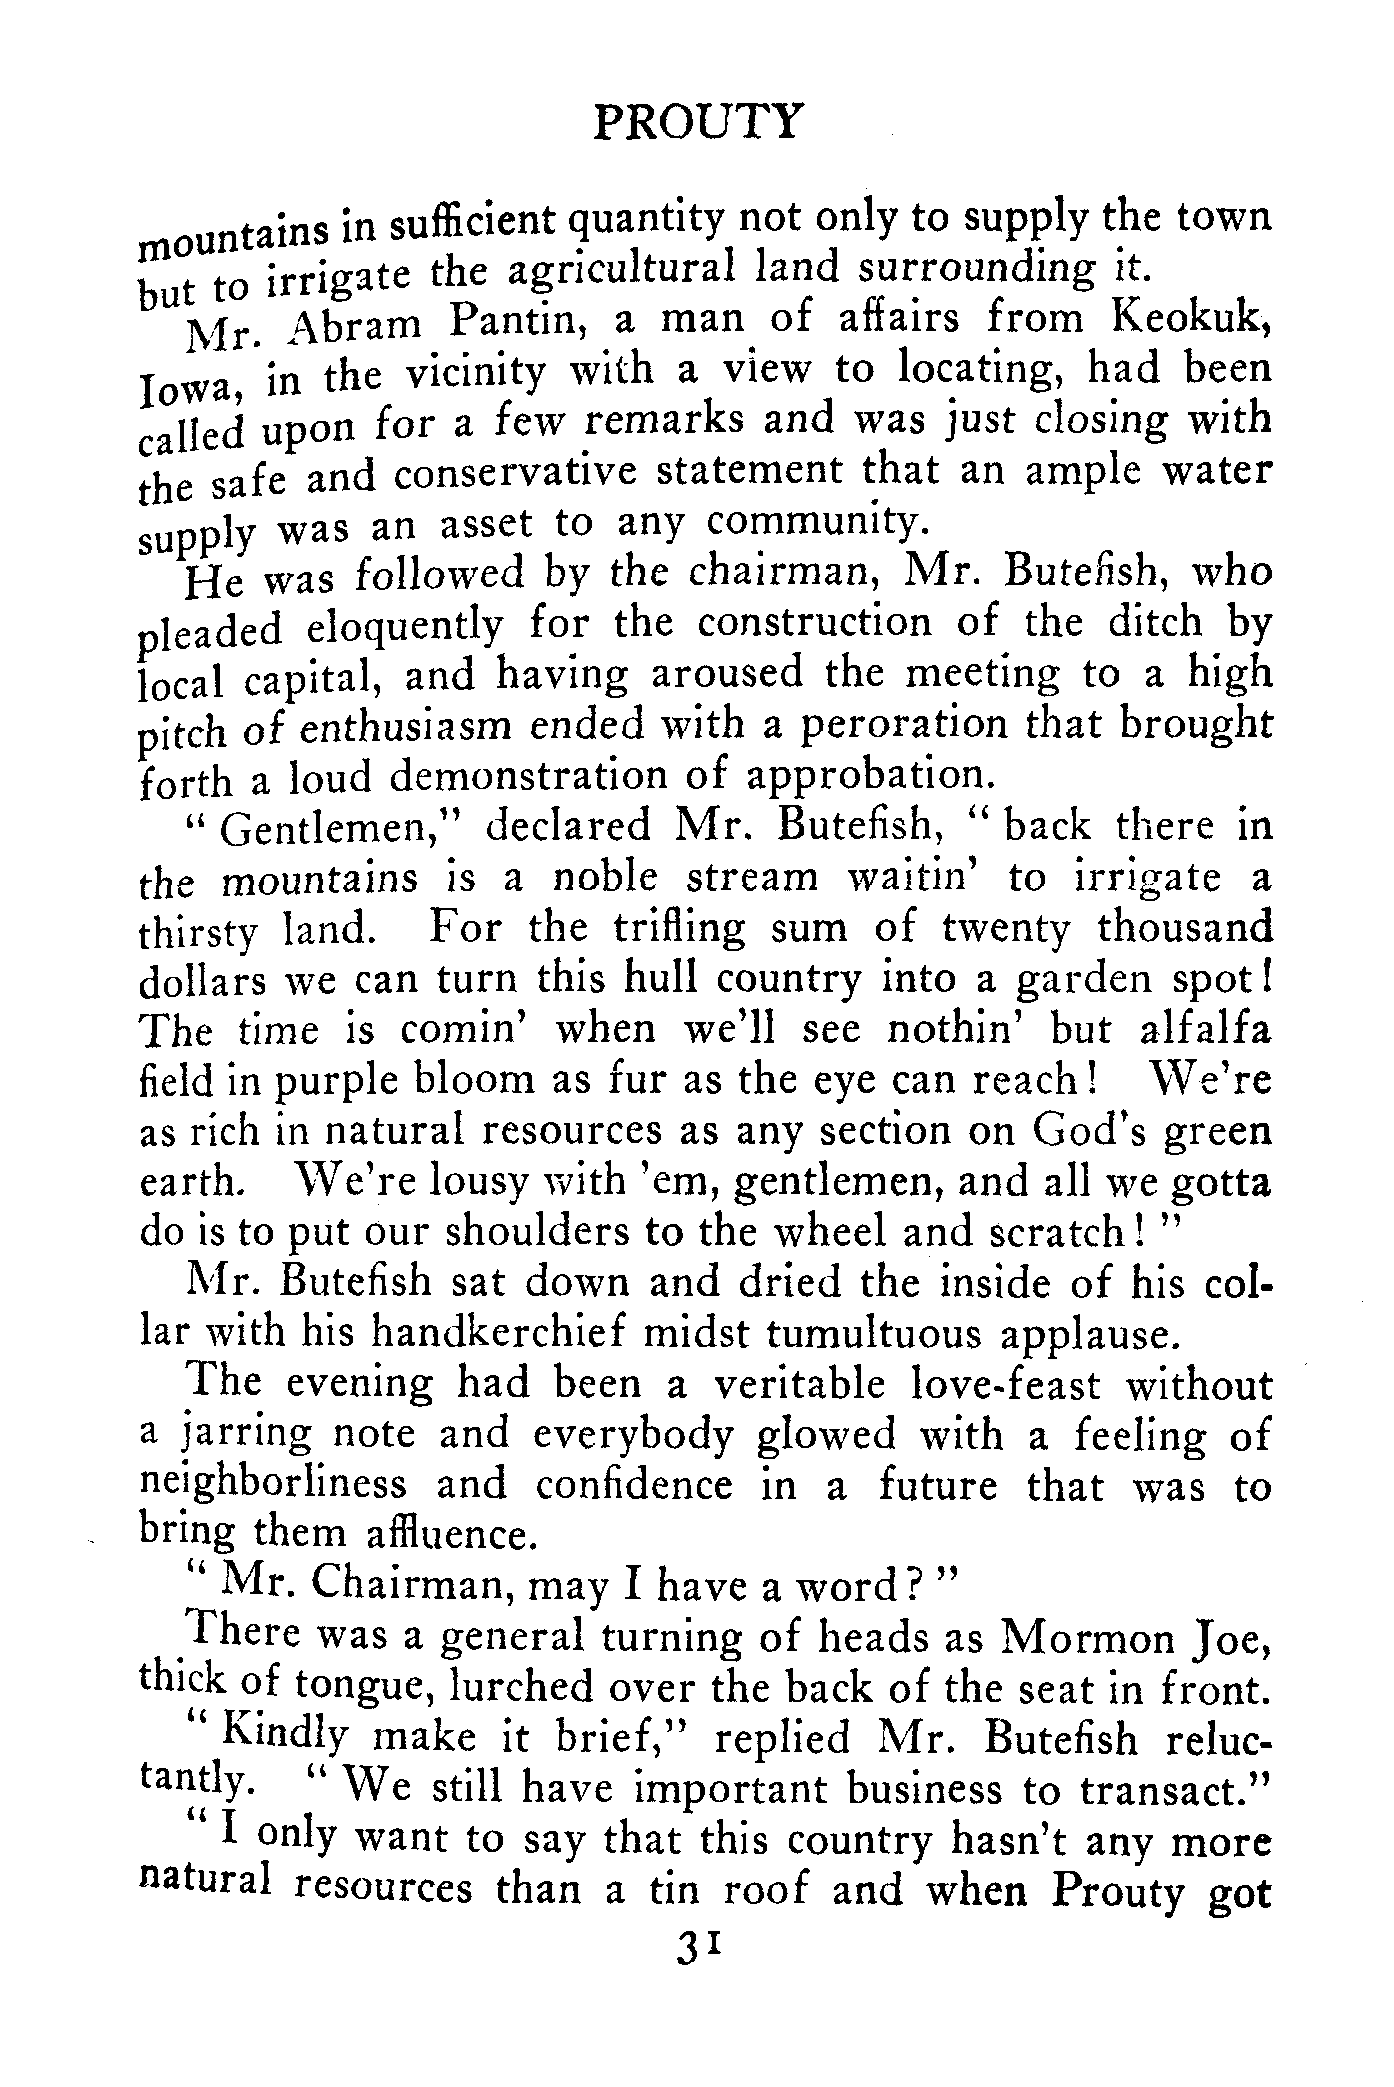 PROUTY
mountains in sufficient quantity not only to supply the town
but to irrigate the agricultural land surrounding it.
Mr. Abram Pantin, a man of affairs from Keokuk,
Iowa, in the vicinity with a view to locating, had been
called upon for a few remarks and was just closing with
the safe and conservative statement that an ample water
supply was an asset to any community.
He was followed by the chairman, Mr. Butefish, who
pleaded eloquently for the construction of the ditch by
local capital, and having aroused the meeting to a high
pitch of enthusiasm ended with a peroration that brought
forth a loud demonstration of approbation.
" Gentlemen," declared Mr. Butefish, " back there in
the mountains is a noble stream waitin' to irrigate a
thirsty land. For the trifling sum of twenty thousand
dollars we can turn this hull country into a garden spot!
The time is comin' when we'll see nothin' but alfalfa
field in purple bloom as fur as the eye can reach! We're
as rich in natural resources as any section on God's green
earth. We're lousy with 'em, gentlemen, and all we gotta
do is to put our shoulders to the wheel and scratch! "
Mr. Butefish sat down and dried the inside of his col-
lar with his handkerchief midst tumultuous applause.
The evening had been a veritable love-feast without
a jarring note and everybody glowed with a feeling of
neighborliness and confidence in a future that was to
bring them affluence.
" Mr. Chairman, may I have a word? "
There was a general turning of heads as Mormon Joe,
thick of tongue, lurched over the back of the seat in front.
" Kindly make it brief," replied Mr. Butefish reluc-
tantly. " We still have important business to transact."
" I only want to say that this country hasn't any more
natural resources than a tin roof and when Prouty got
31